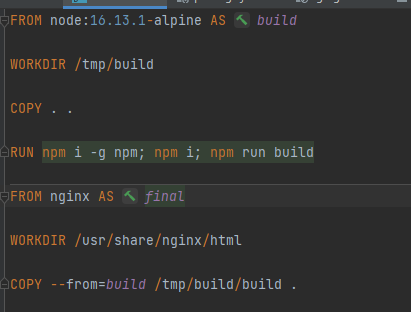 FROM node:16.13.1-alpine AS build
WORKDIR /tmp/build
COPY . .
RUN npm i -g npm; npm i; npm run build
FROM nginx AS final
WORKDIR /usr/share/nginx/html
COPY --from=build /tmp/build/build .